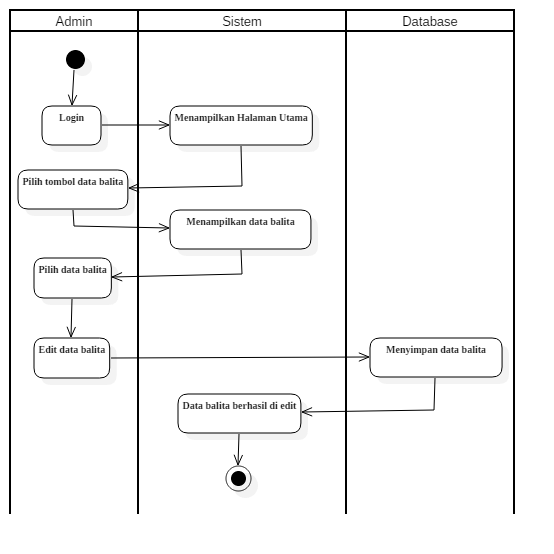 Admin
Sistem
Database
Login
Menampilkan Halaman Utama
Pilih tombol data balita
Menampilkan data balita
Pilih data balita
Edit data balita
Menyimpan data balita
Data balita berhasil di edit